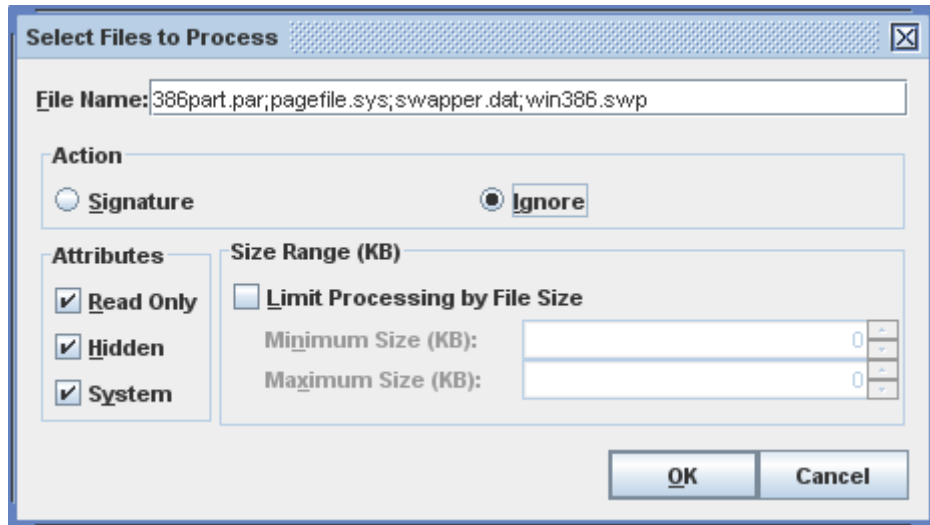 Select Files to Process
File Name: 386part.par;pagefile.sys;swapper.dat;win386.swp
Action
Signature Ignore
Attributes Size Range (KB)
Read Only Limit Processing by File Size
Hidden Minimum Size (KB): 0
System Maximum Size (KB): 0
OK Cancel